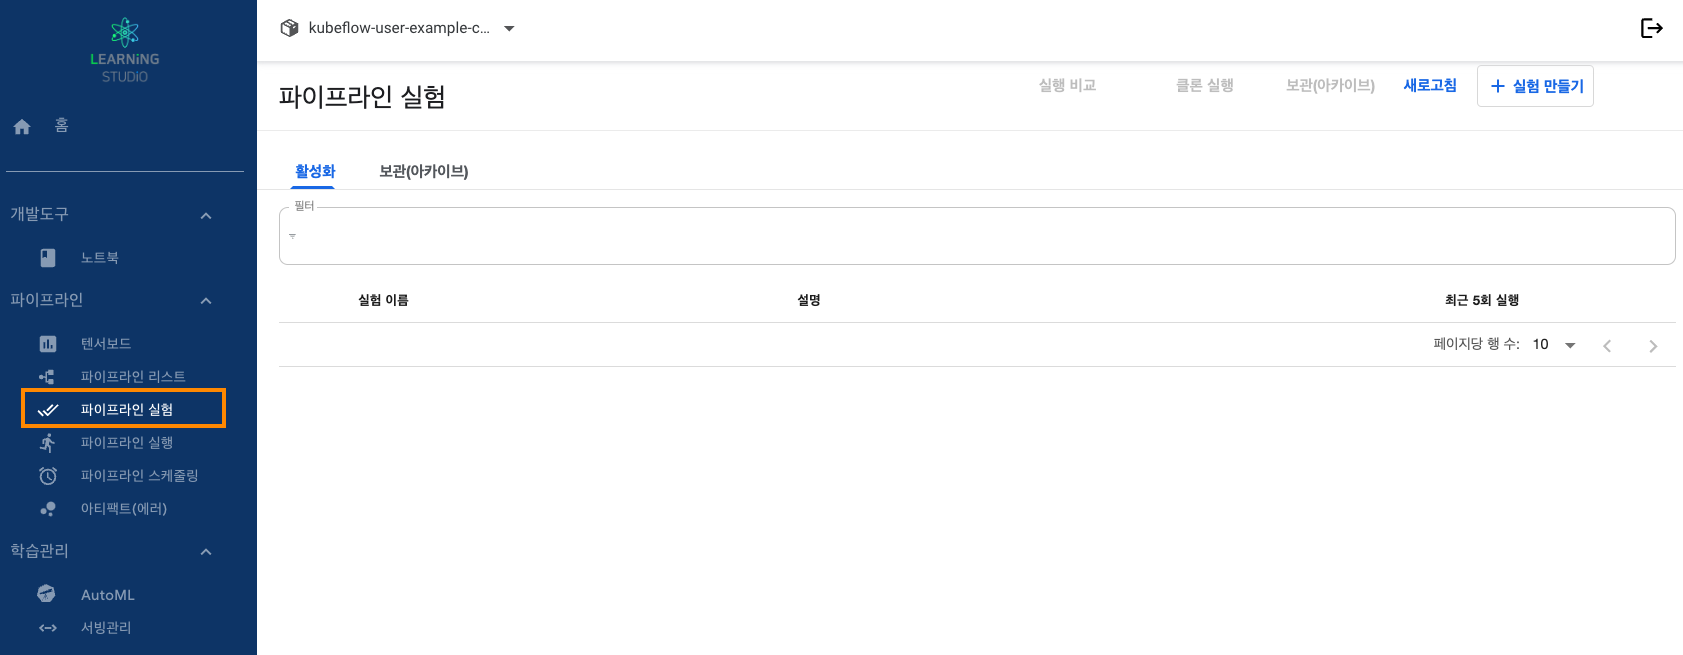 LEARNiNG
STUDIO
홈
개발도구
노트북
파이프라인
텐서보드
파이프라인 리스트
파이프라인 실험
파이프라인 실행
파이프라인 스케줄링
아티팩트(에러)
학습관리
AutoML
서빙관리
kubeflow-user-example-c...
파이프라인 실험
실행 비교 클론 실행 보관(아카이브) 새로고침 + 실험 만들기
활성화 보관(아카이브)
필터
실험 이름 설명 최근 5회 실행
페이지당 행 수: 10